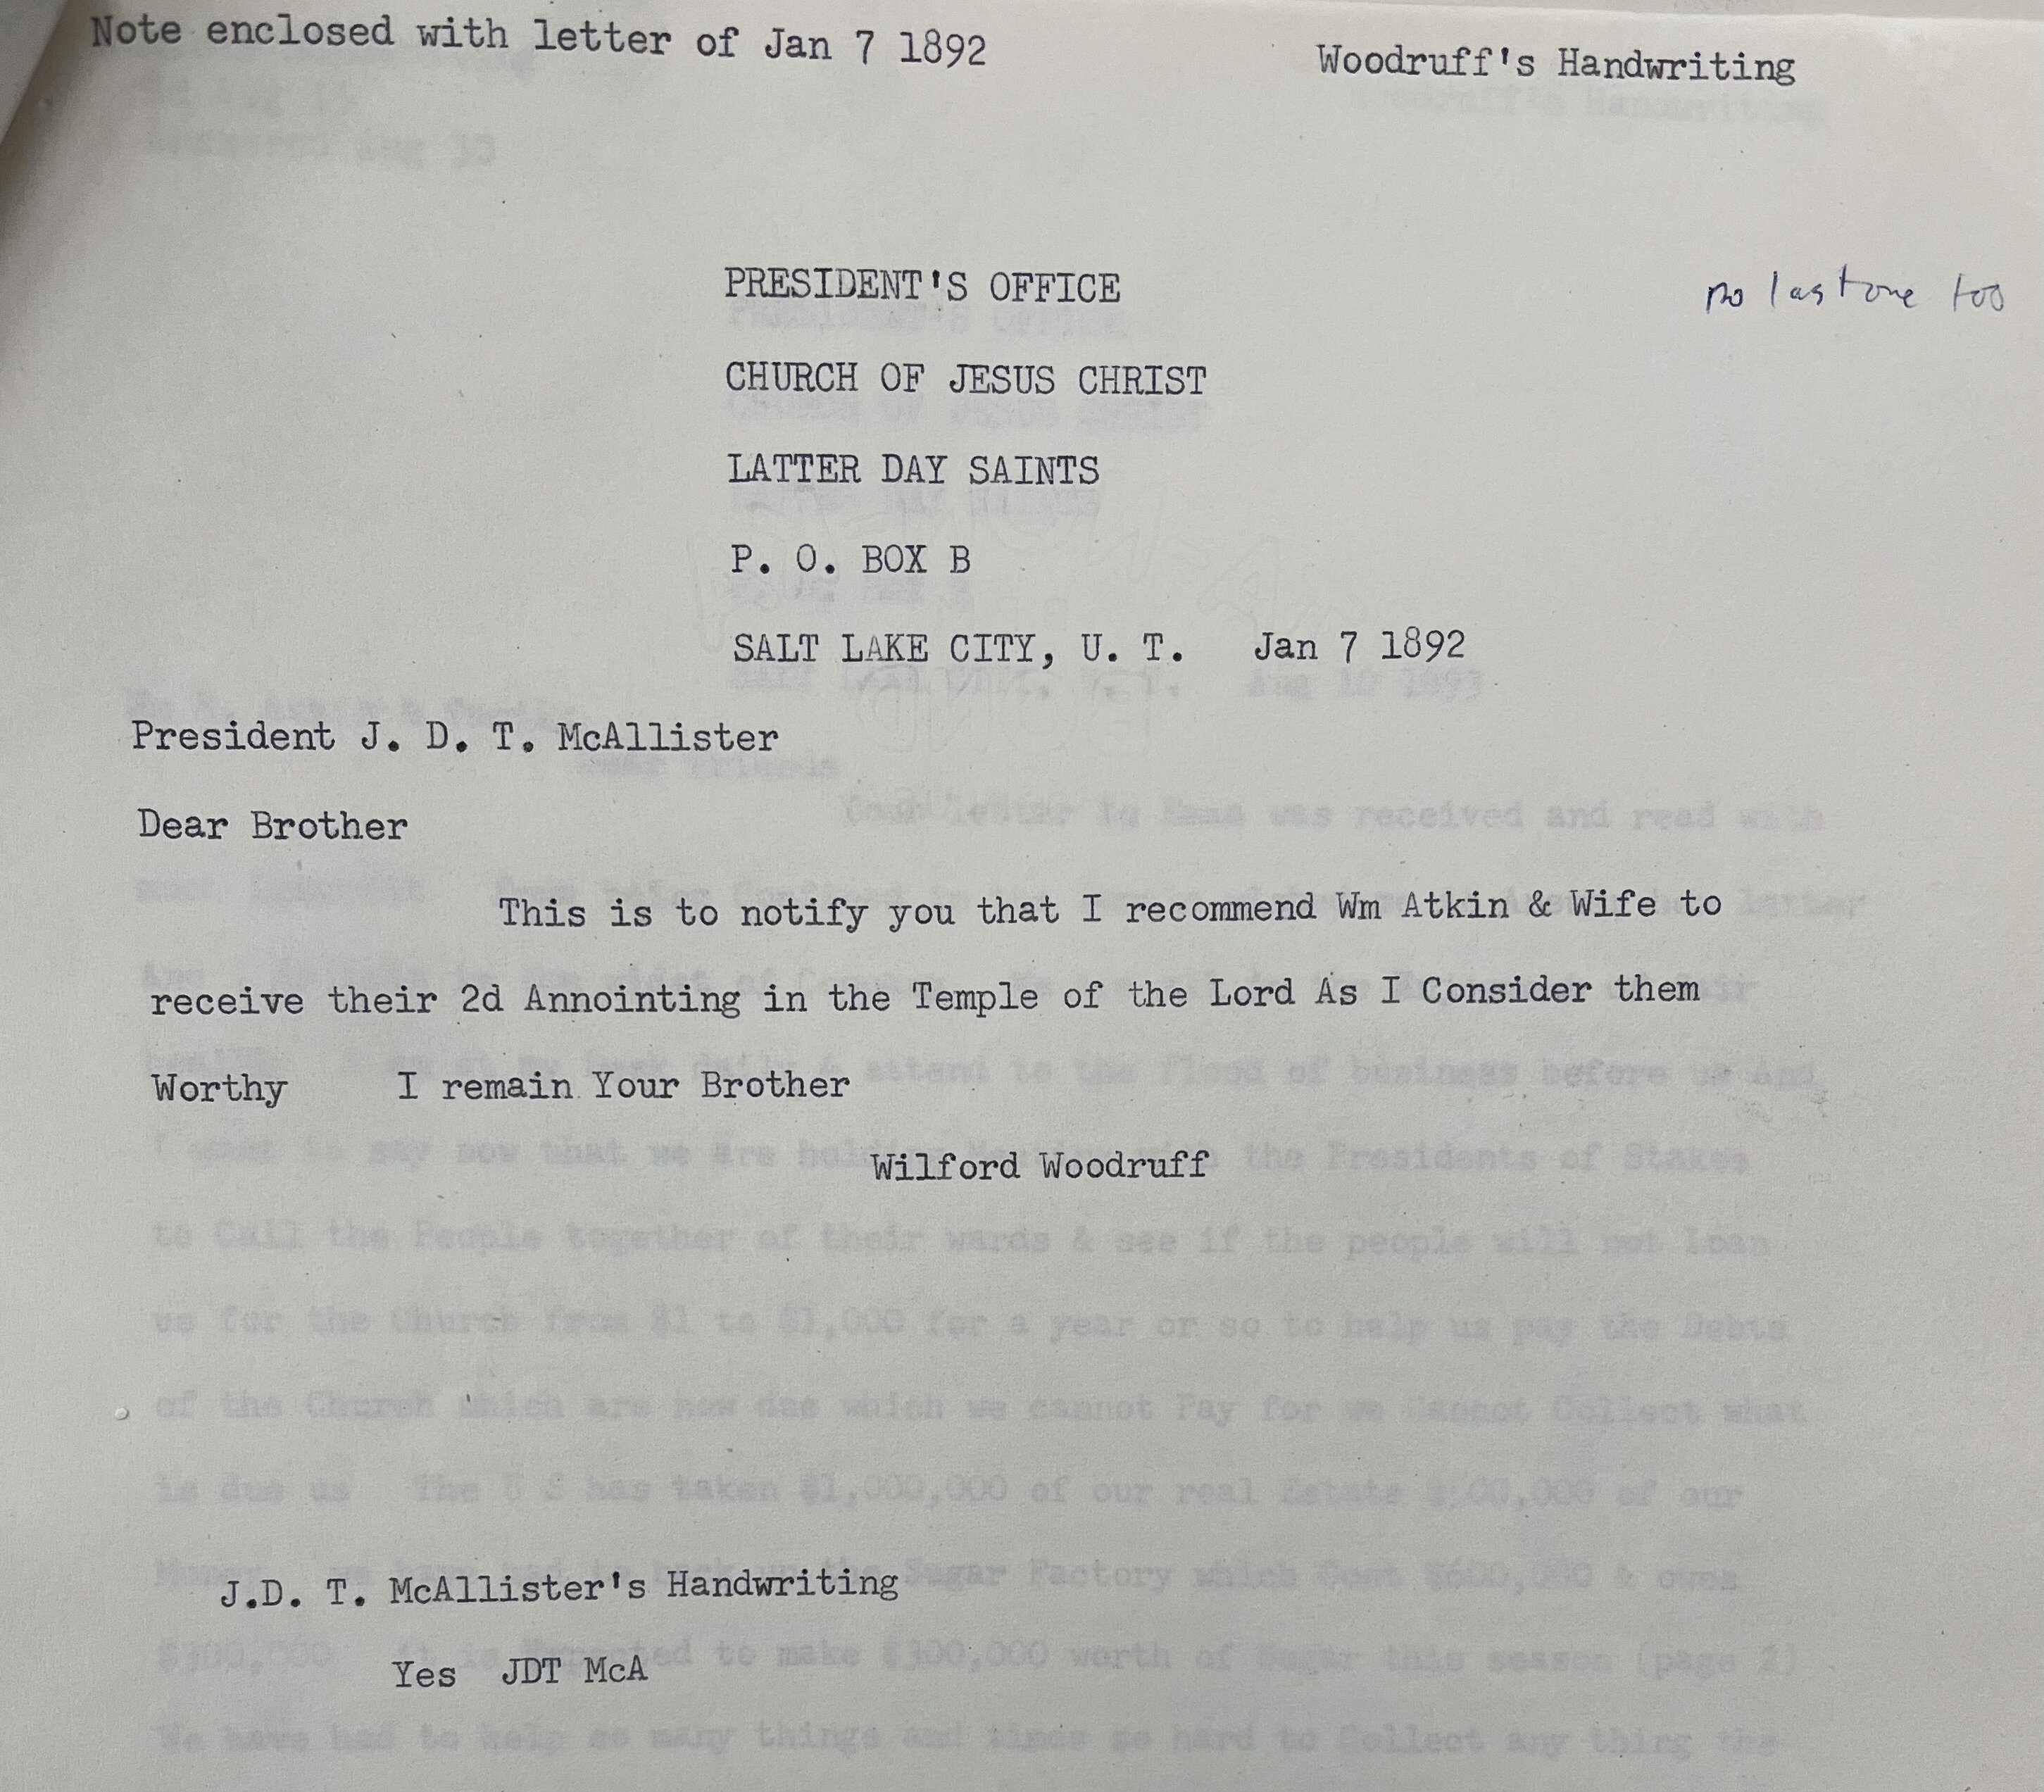 Note enclosed with letter of Jan 7 1892 Woodruff's Handwriting
PRESIDENT'S OFFICE no last one too
CHURCH OF JESUS CHRIST
LATTER DAY SAINTS
P. O. BOX B
SALT LAKE CITY, U. T. Jan 7 1892
President J. D. T. McAllister
Dear Brother
This is to notify you that I recommend Wm Atkin & Wife to
receive their 2d Annointing in the Temple of the Lord As I Consider them
Worthy I remain Your Brother
Wilford Woodruff
J.D. T. McAllister's Handwriting
Yes JDT McA